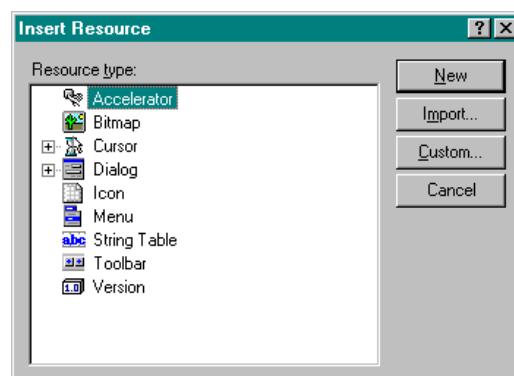 Insert Resource
Resource type:
Accelerator
Bitmap
Cursor
Dialog
Icon
Menu
abc String Table
Toolbar
1.0 Version
New
Import...
Custom...
Cancel